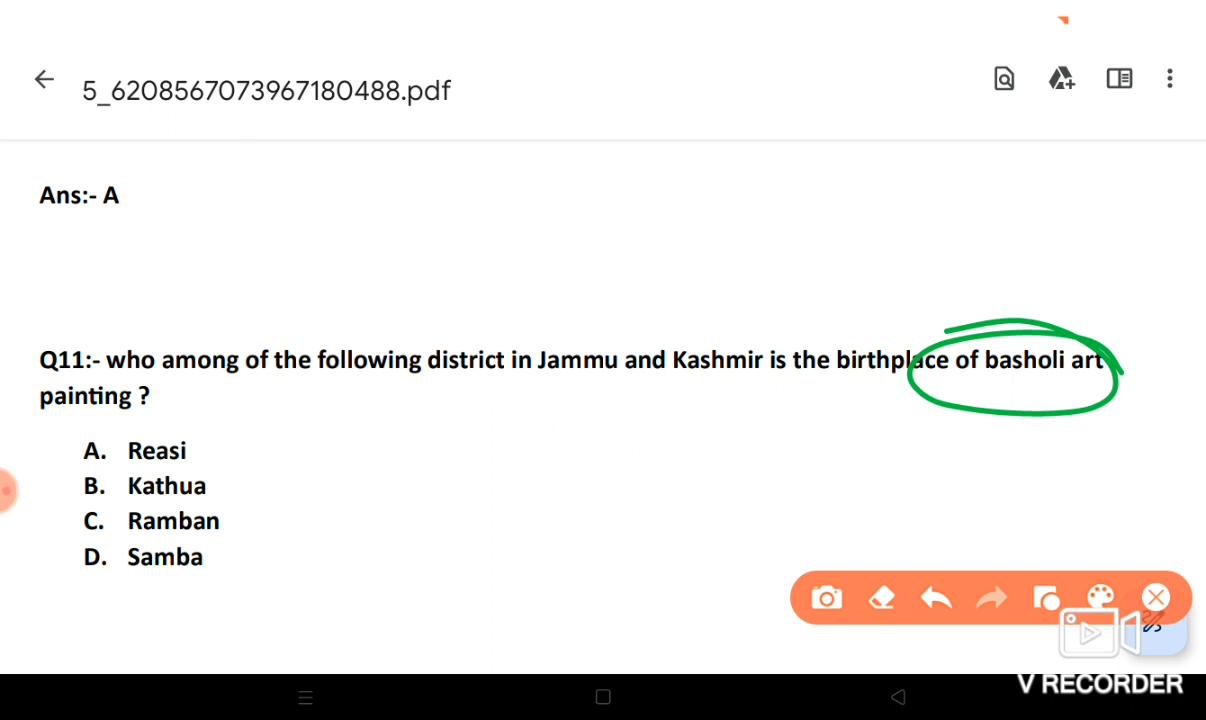 5_6208567073967180488.pdf
Ans:- A
Q11:- who among of the following district in Jammu and Kashmir is the birthplace of basholi art
painting ?
A. Reasi
B. Kathua
C. Ramban
D. Samba
V RECORDER